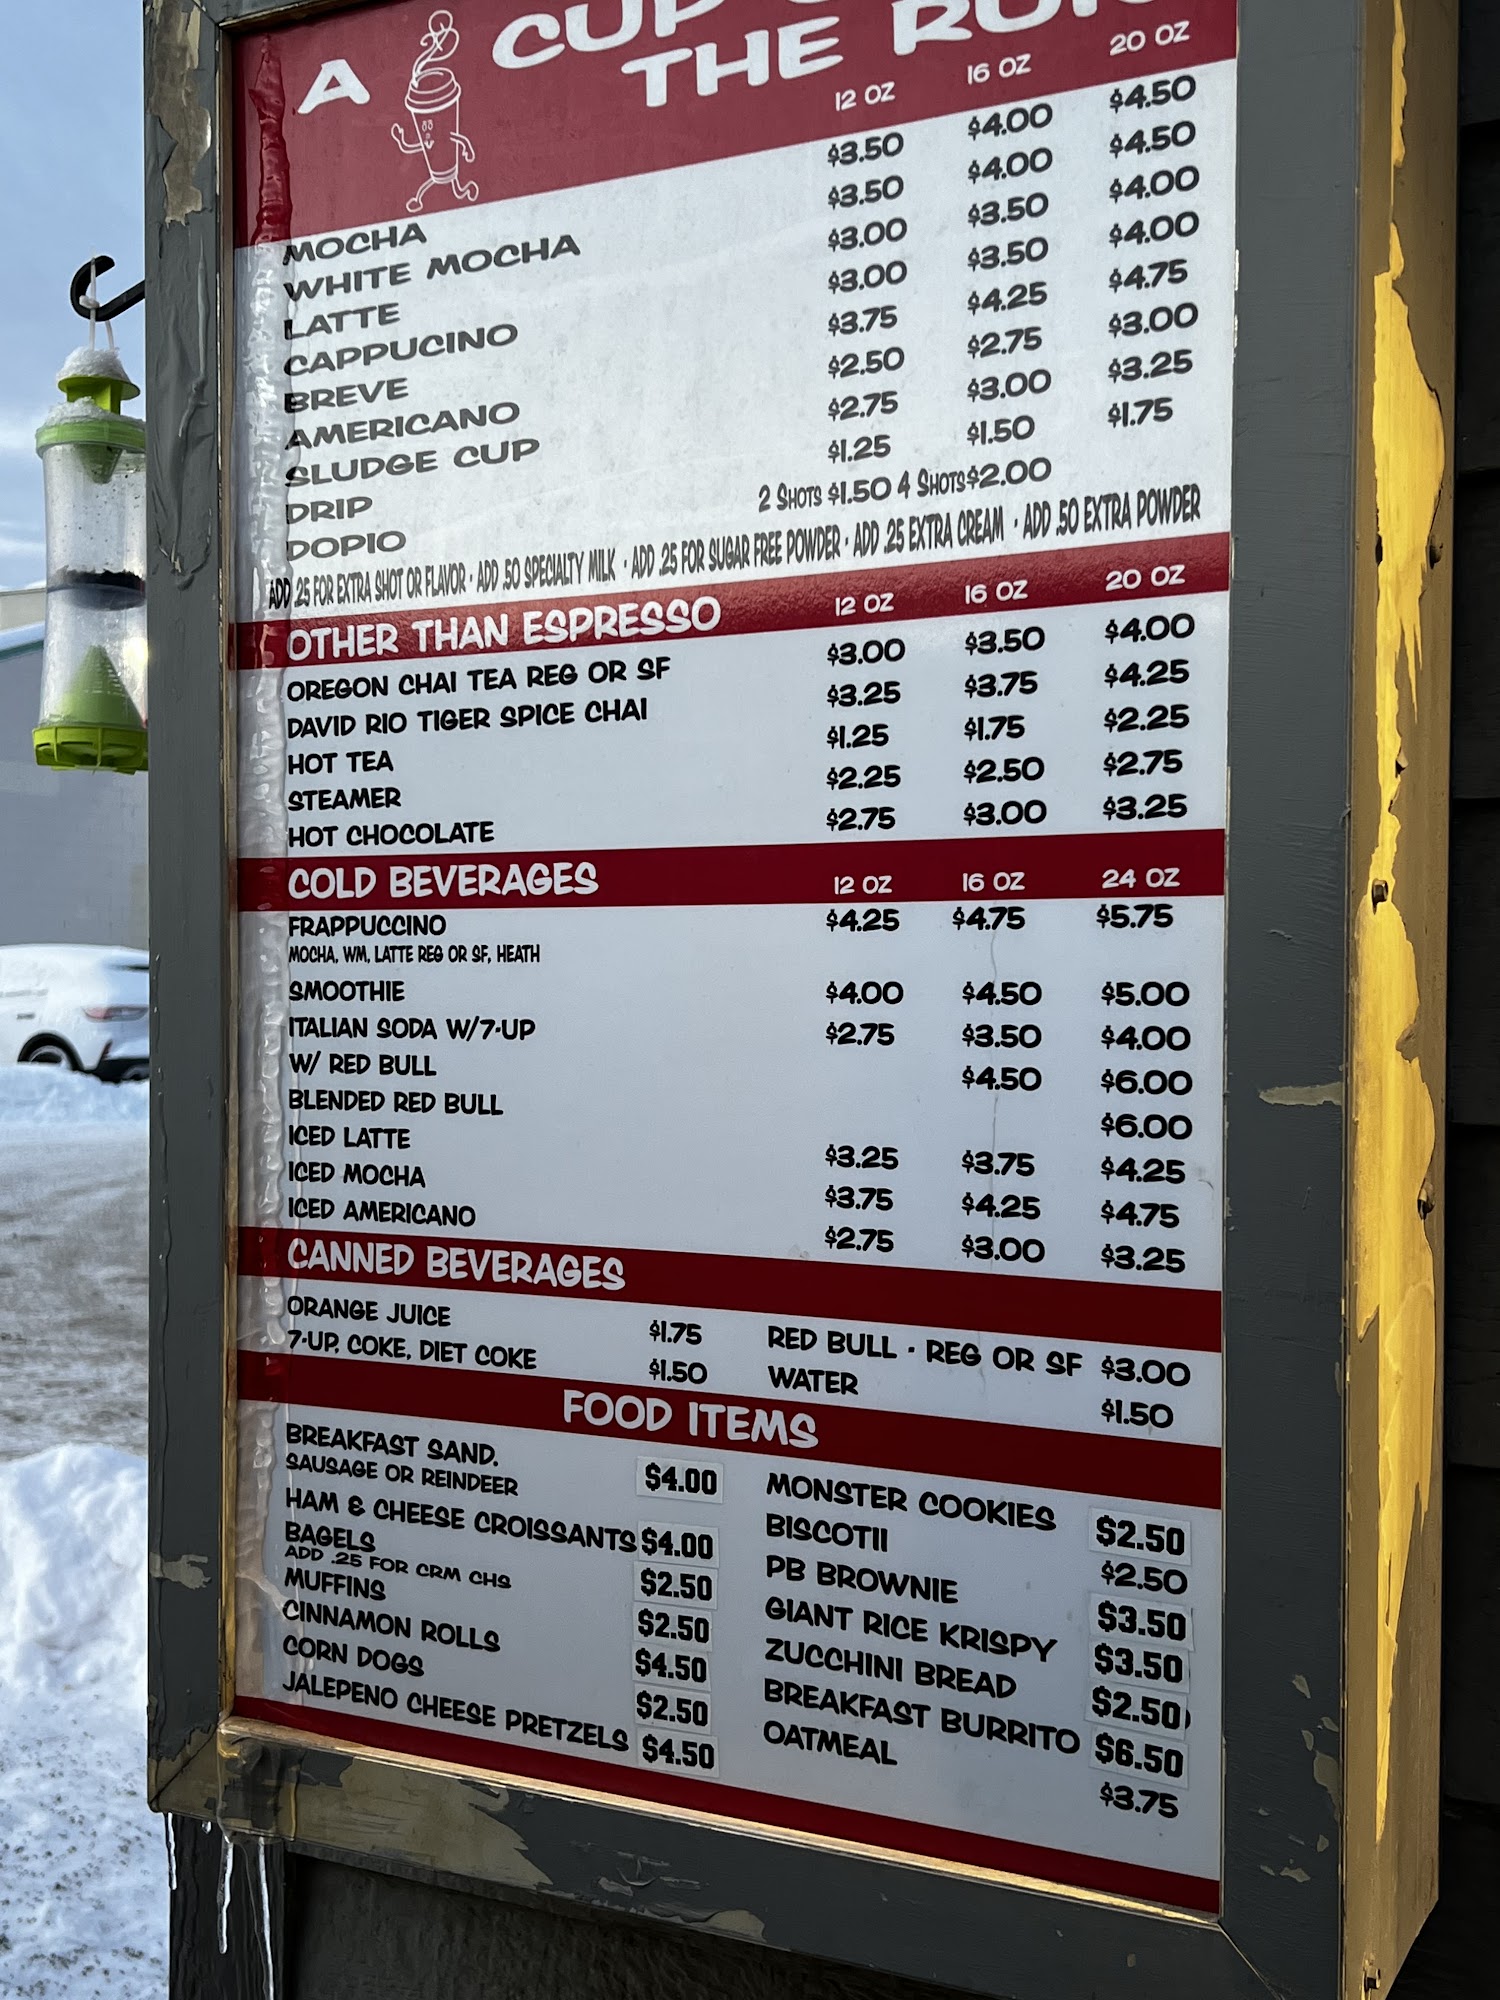 A CUP
THE
12 OZ 16 OZ 20 OZ
MOCHA $3.50 $4.00 $4.50
WHITE MOCHA $3.50 $4.00 $4.50
LATTE $3.00 $3.50 $4.00
CAPPUCINO $3.00 $3.50 $4.00
BREVE $3.75 $4.25 $4.75
AMERICANO $2.50 $2.75 $3.00
SLUDGE CUP $2.75 $3.00 $3.25
DRIP $1.25 $1.50 $1.75
DOPIO 2 SHOTS $1.50 4 SHOTS $2.00
ADD .25 FOR EXTRA SHOT OR FLAVOR · ADD .50 SPECIALTY MILK · ADD .25 FOR SUGAR FREE POWDER · ADD .25 EXTRA CREAM · ADD .50 EXTRA POWDER
OTHER THAN ESPRESSO 12 OZ 16 OZ 20 OZ
OREGON CHAI TEA REG OR SF $3.00 $3.50 $4.00
DAVID RIO TIGER SPICE CHAI $3.25 $3.75 $4.25
HOT TEA $1.25 $1.75 $2.25
STEAMER $2.25 $2.50 $2.75
HOT CHOCOLATE $2.75 $3.00 $3.25
COLD BEVERAGES 12 OZ 16 OZ 24 OZ
FRAPPUCCINO $4.25 $4.75 $5.75
MOCHA, WM, LATTE REG OR SF, HEATH
SMOOTHIE $4.00 $4.50 $5.00
ITALIAN SODA W/7-UP $2.75 $3.50 $4.00
W/ RED BULL $4.50 $6.00
BLENDED RED BULL $6.00
ICED LATTE $3.25 $3.75 $4.25
ICED MOCHA $3.75 $4.25 $4.75
ICED AMERICANO $2.75 $3.00 $3.25
CANNED BEVERAGES
ORANGE JUICE $1.75 RED BULL · REG OR SF $3.00
7-UP, COKE, DIET COKE $1.50 WATER $1.50
FOOD ITEMS
BREAKFAST SAND. $4.00
SAUSAGE OR REINDEER
HAM & CHEESE CROISSANTS $4.00
BAGELS $2.50
ADD .25 FOR CRM CHS
MUFFINS $2.50
CINNAMON ROLLS $4.50
CORN DOGS $2.50
JALEPENO CHEESE PRETZELS $4.50
MONSTER COOKIES $2.50
BISCOTII $2.50
PB BROWNIE $3.50
GIANT RICE KRISPY $3.50
ZUCCHINI BREAD $2.50
BREAKFAST BURRITO $6.50
OATMEAL $3.75